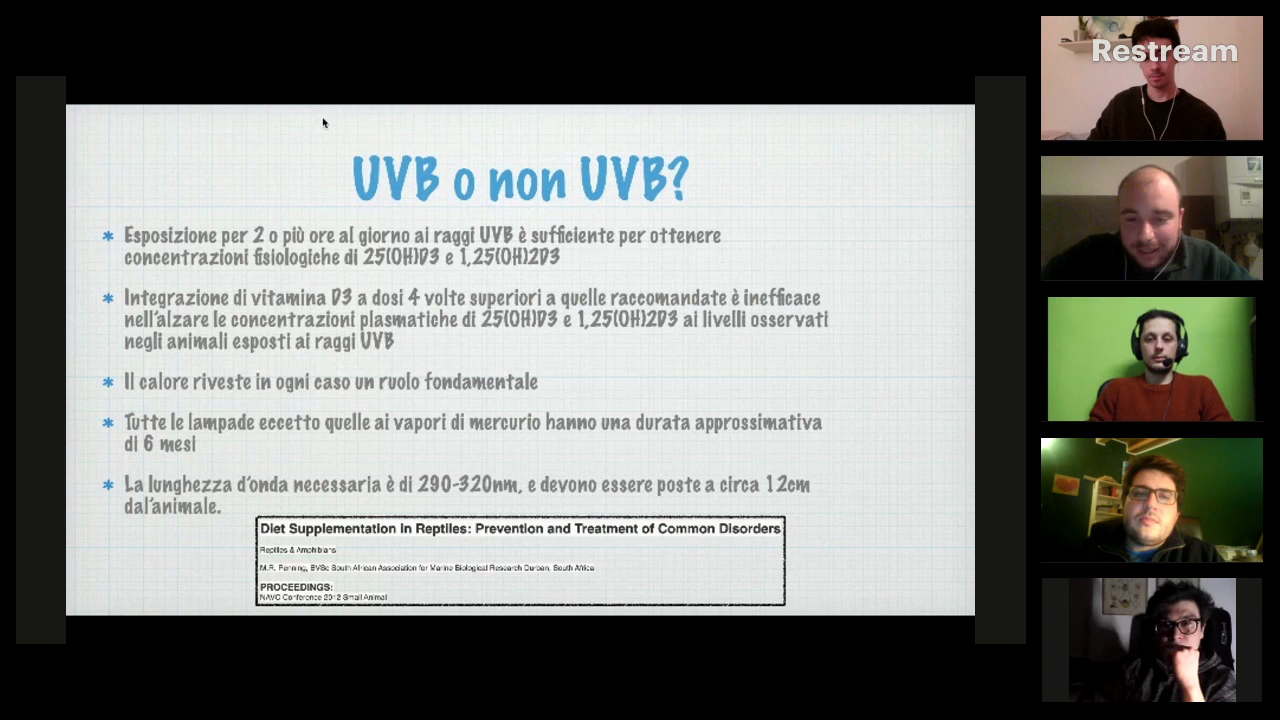 Restream
UVB o non UVB?
* Esposizione per 2 o più ore al giorno ai raggi UVB è sufficiente per ottenere
concentrazioni fisiologiche di 25(OH)D3 e 1,25(OH)2D3
* Integrazione di vitamina D3 a dosi 4 volte superiori a quelle raccomandate è inefficace
nell'alzare le concentrazioni plasmatiche di 25(OH)D3 e 1,25(OH)2D3 ai livelli osservati
negli animali esposti ai raggi UVB
* Il calore riveste in ogni caso un ruolo fondamentale
* Tutte le lampade eccetto quelle ai vapori di mercurio hanno una durata approssimativa
di 6 mesi
* La lunghezza d'onda necessaria è di 290-320nm, e devono essere poste a circa 12cm
dal'animale.
Diet Supplementation in Reptiles: Prevention and Treatment of Common Disorders
Reptiles & Amphibians
M.R. Penning, BVSc South African Association for Marine Biological Research Durban, South Africa
PROCEEDINGS:
NAVC Conference 2012 Small Animal